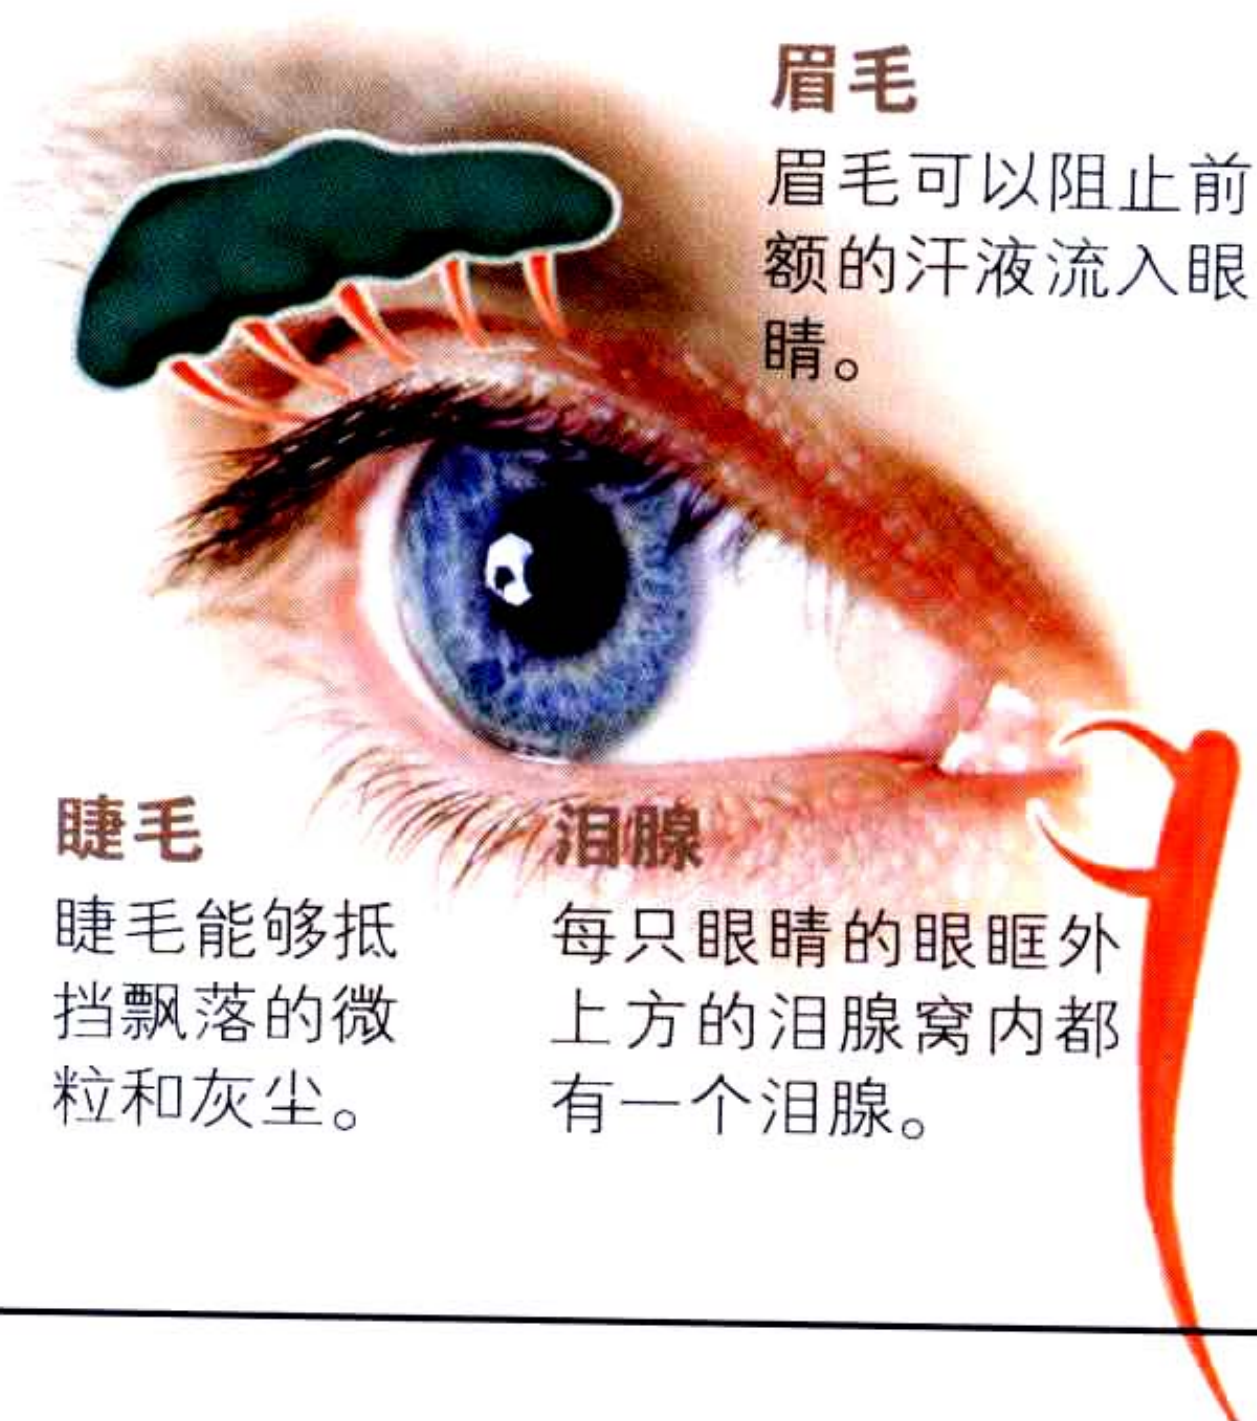 眉毛
眉毛可以阻止前
额的汗液流入眼
睛。
睫毛
睫毛能够抵
挡飘落的微
粒和灰尘。
泪腺
每只眼睛的眼眶外
上方的泪腺窝内都
有一个泪腺。